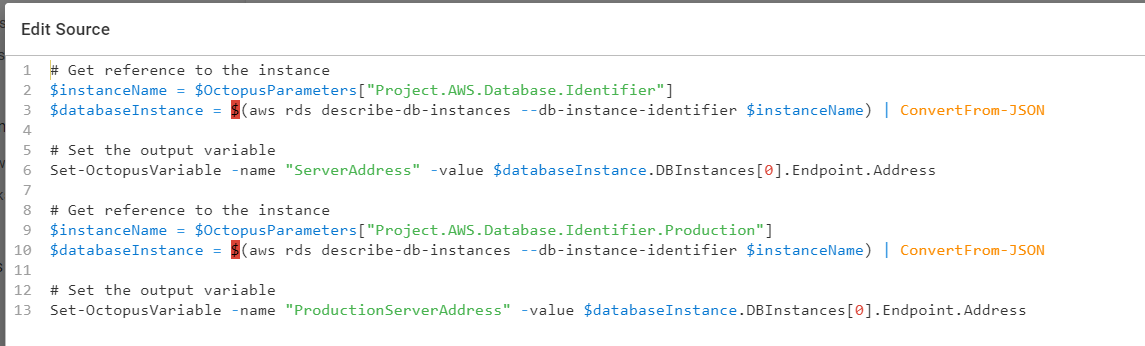 Edit Source
1 # Get reference to the instance
2 $instanceName = $OctopusParameters["Project.AWS.Database.Identifier"]
3 $databaseInstance = $(aws rds describe-db-instances --db-instance-identifier $instanceName) | ConvertFrom-JSON
4
5 # Set the output variable
6 Set-OctopusVariable -name "ServerAddress" -value $databaseInstance.DBInstances[0].Endpoint.Address
7
8 # Get reference to the instance
9 $instanceName = $OctopusParameters["Project.AWS.Database.Identifier.Production"]
10 $databaseInstance = $(aws rds describe-db-instances --db-instance-identifier $instanceName) | ConvertFrom-JSON
11
12 # Set the output variable
13 Set-OctopusVariable -name "ProductionServerAddress" -value $databaseInstance.DBInstances[0].Endpoint.Address